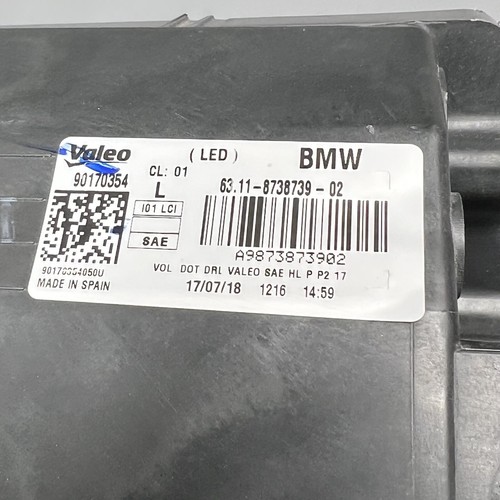 Valeo
(LED)
BMW
90170354
CL: 01
L
63.11-8738739-02
I01 LCI
SAE
A9873873902
90170354050U
VOL DOT DRL VALEO SAE HL P P2 17
MADE IN SPAIN
17/07/18 1216 14:59